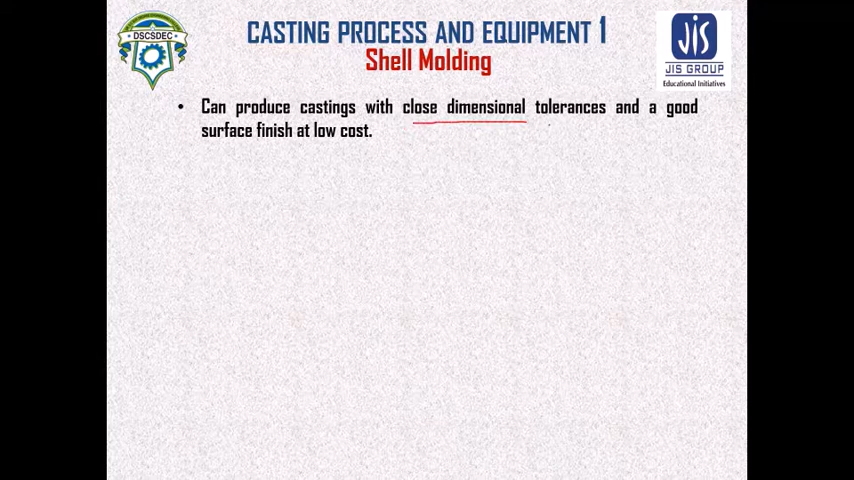 CASTING PROCESS AND EQUIPMENT 1
Shell Molding
DSCSDEC
JIS
JIS GROUP
Educational Initiatives
• Can produce castings with close dimensional tolerances and a good
surface finish at low cost.